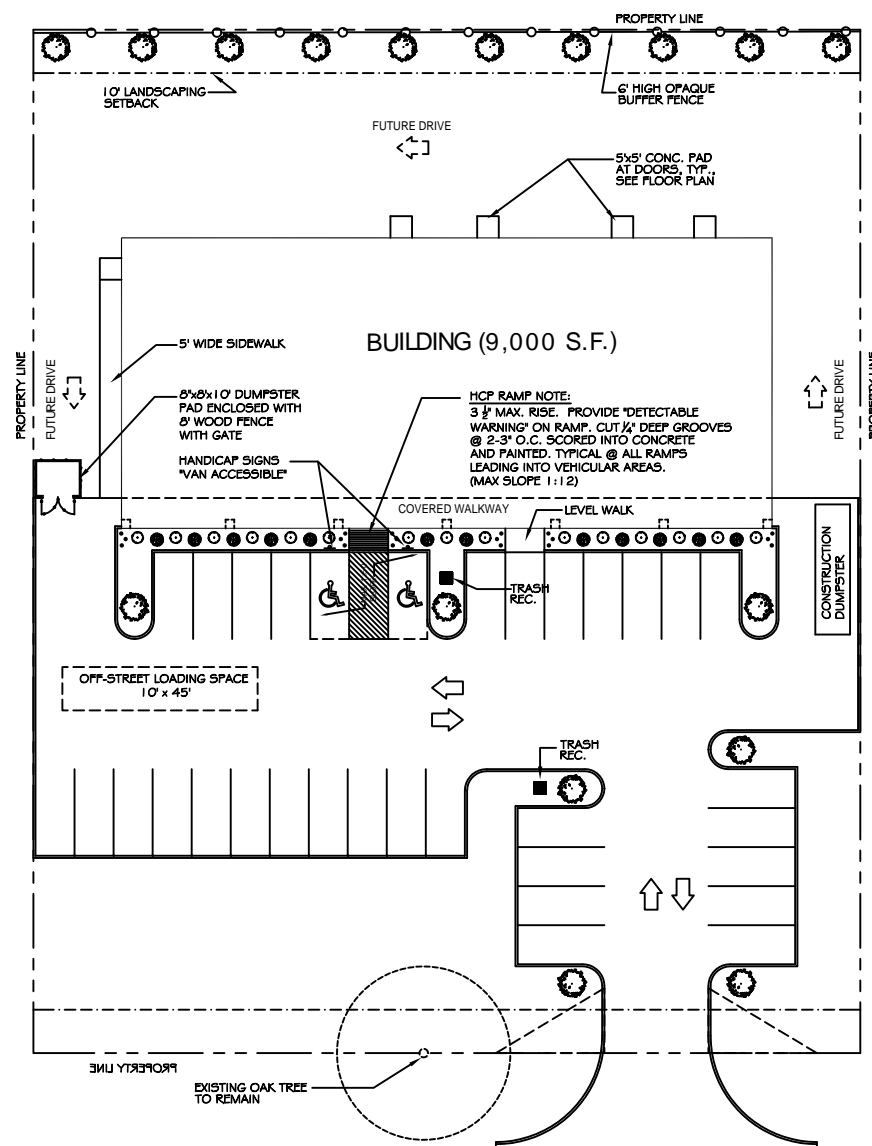 PROPERTY LINE
10' LANDSCAPING
SETBACK
6' HIGH OPAQUE
BUFFER FENCE
FUTURE DRIVE
5'x5' CONC. PAD
AT DOORS, TYP.,
SEE FLOOR PLAN
BUILDING (9,000 S.F.)
5' WIDE SIDEWALK
PROPERTY LINE
FUTURE DRIVE
8"x8'x10' DUMPSTER
PAD ENCLOSED WITH
8' WOOD FENCE
WITH GATE
HANDICAP SIGNS
"VAN ACCESSIBLE"
HCP RAMP NOTE:
3 ½" MAX. RISE. PROVIDE "DETECTABLE
WARNING" ON RAMP. CUT ¼" DEEP GROOVES
@ 2-3" O.C. SCORED INTO CONCRETE
AND PAINTED. TYPICAL @ ALL RAMPS
LEADING INTO VEHICULAR AREAS.
(MAX SLOPE 1:12)
FUTURE DRIVE
PROPERTY LINE
COVERED WALKWAY
LEVEL WALK
TRASH
REC.
CONSTRUCTION
DUMPSTER
OFF-STREET LOADING SPACE
10' x 45'
TRASH
REC.
PROPERTY LINE
EXISTING OAK TREE
TO REMAIN